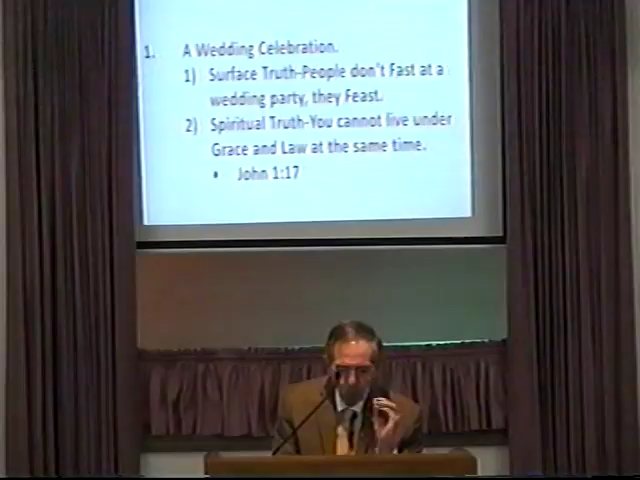 1. A Wedding Celebration.
1) Surface Truth-People don't Fast at a
wedding party, they Feast.
2) Spiritual Truth-You cannot live under
Grace and Law at the same time.
• John 1:17